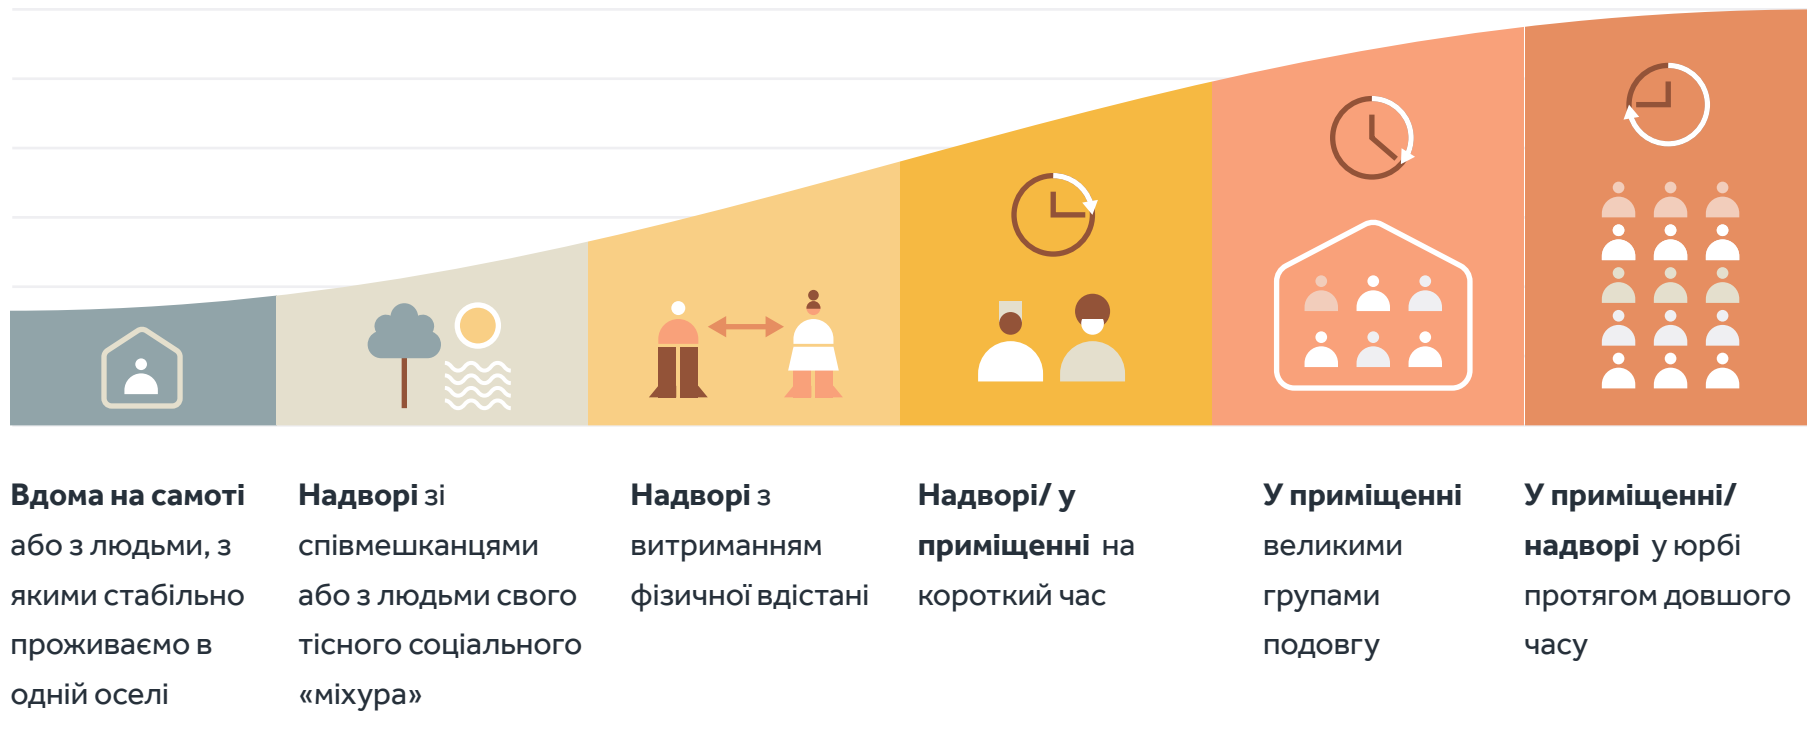 Вдома на самоті
або з людьми, з
якими стабільно
проживаємо в
одній оселі
Надворі зі
співмешканцями
або з людьми свого
тісного соціального
«міхура»
Надворі з
витриманням
фізичної вдістані
Надворі/ у
приміщенні на
короткий час
У приміщенні
великими
групами
подовгу
У приміщенні/
надворі у юрбі
протягом довшого
часу